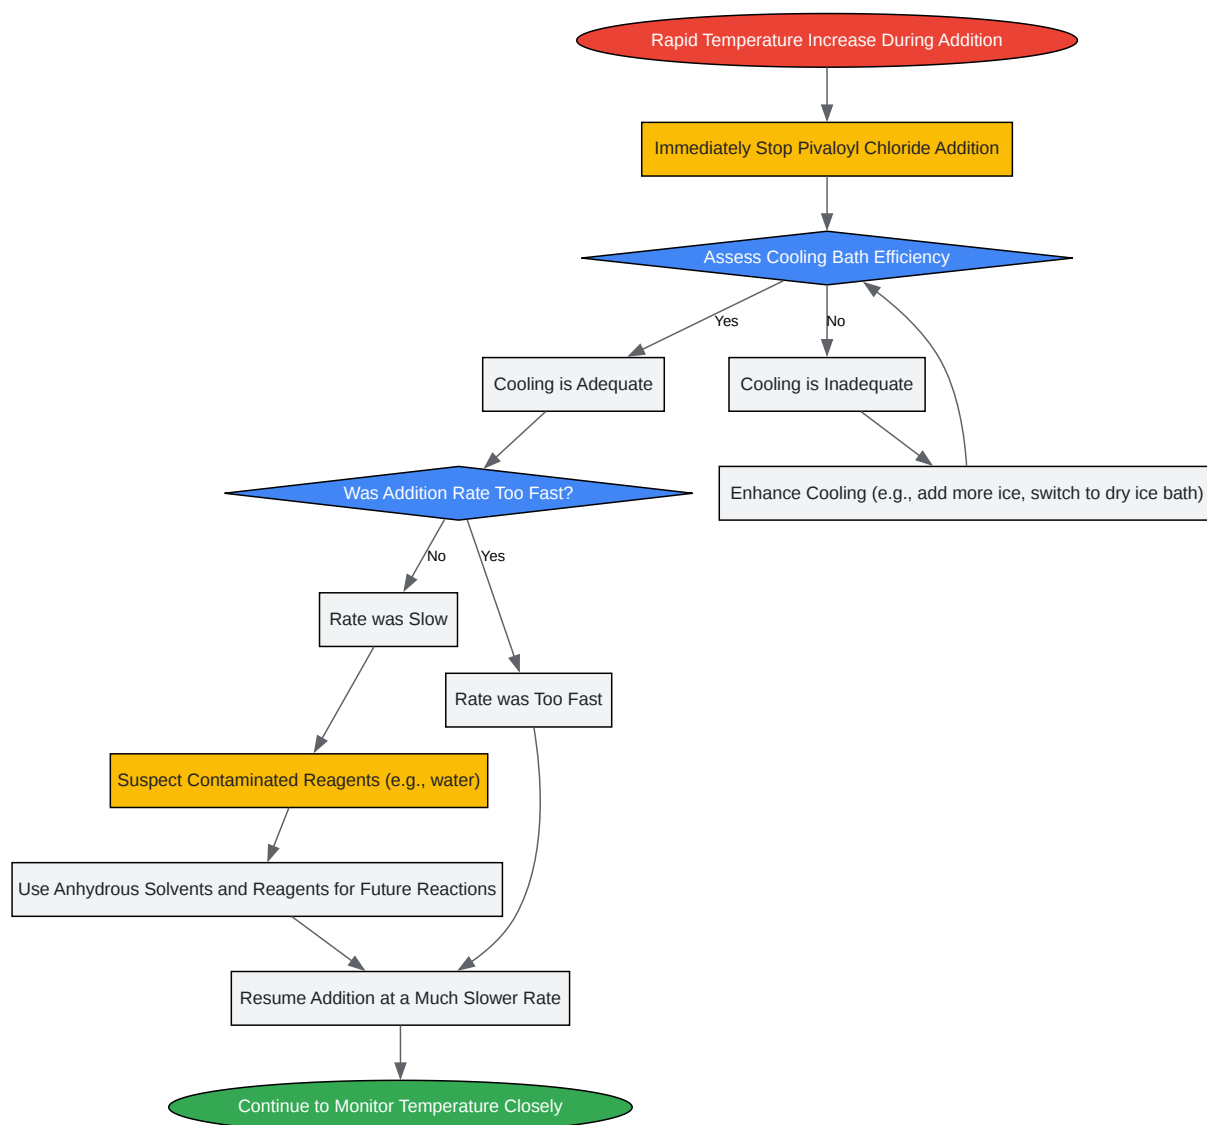 Rapid Temperature Increase During Addition
Immediately Stop Pivaloyl Chloride Addition
Assess Cooling Bath Efficiency
Yes
No
Cooling is Adequate
Cooling is Inadequate
Was Addition Rate Too Fast?
Enhance Cooling (e.g., add more ice, switch to dry ice bath)
No
Yes
Rate was Slow
Rate was Too Fast
Suspect Contaminated Reagents (e.g., water)
Use Anhydrous Solvents and Reagents for Future Reactions
Resume Addition at a Much Slower Rate
Continue to Monitor Temperature Closely